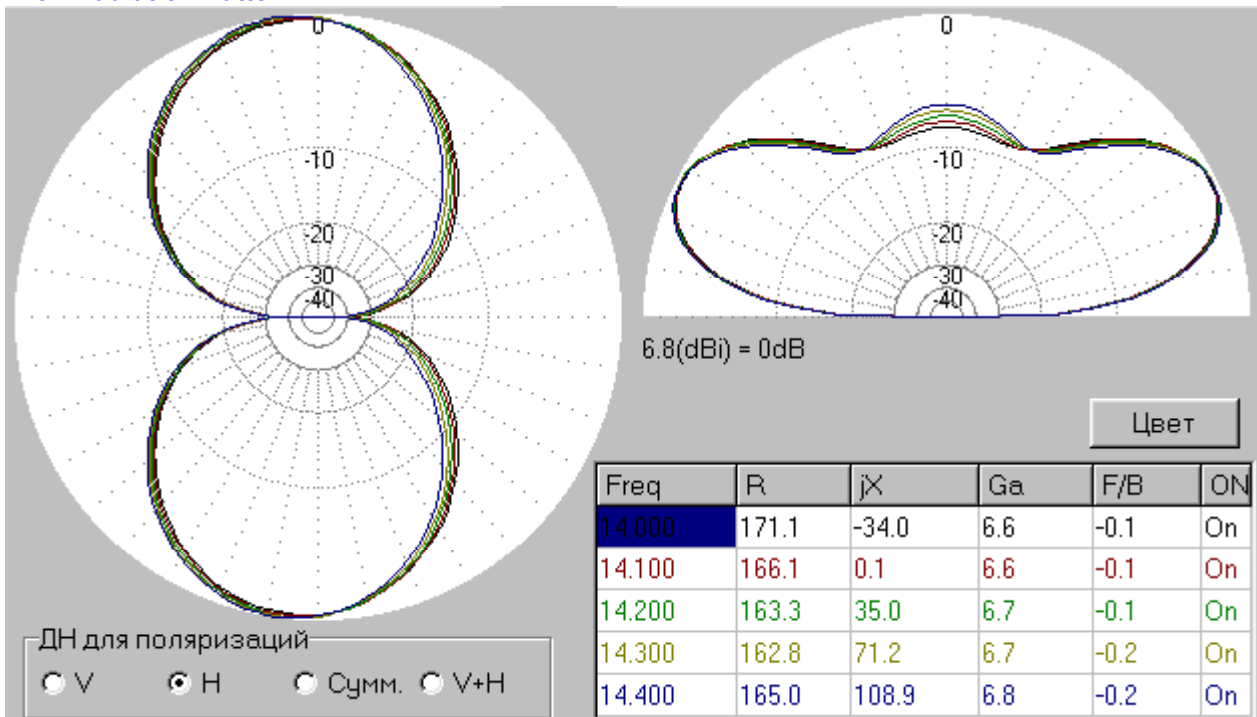 0
-10
-20
-30
-40
0
-10
-20
-30
-40
6.8(dBi) = 0dB
Цвет
Freq R jX Ga F/B ON
14.000 171.1 -34.0 6.6 -0.1 On
14.100 166.1 0.1 6.6 -0.1 On
14.200 163.3 35.0 6.7 -0.1 On
14.300 162.8 71.2 6.7 -0.2 On
14.400 165.0 108.9 6.8 -0.2 On
ДН для поляризаций
V H Сумм. V+H